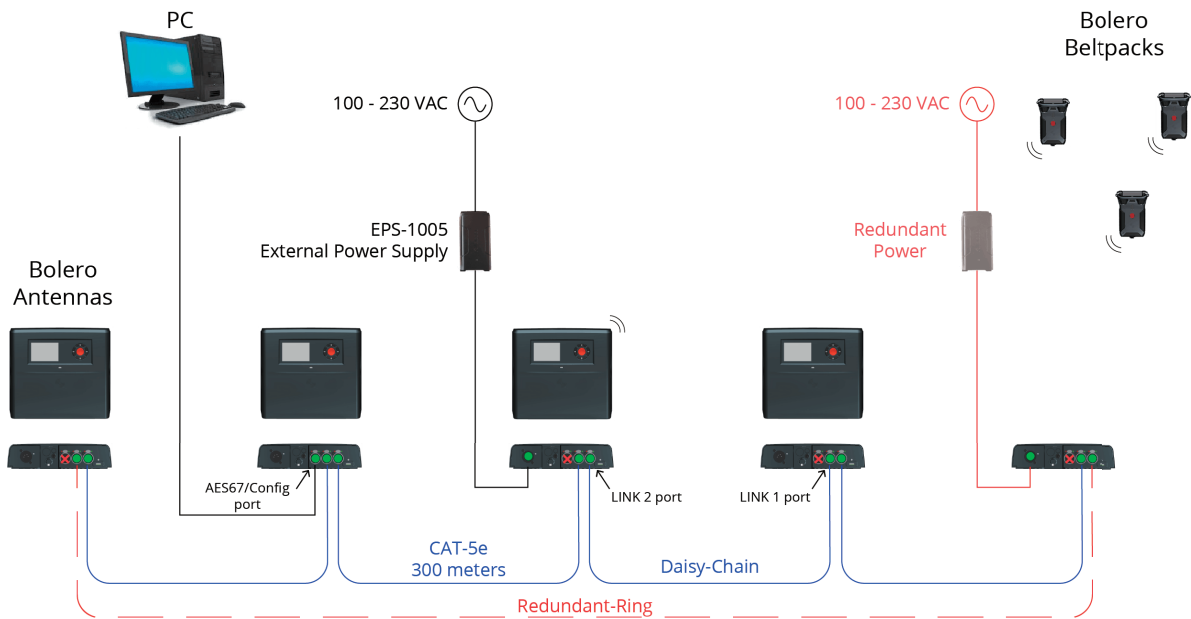 PC
Bolero
Beltpacks
100 - 230 VAC
100 - 230 VAC
EPS-1005
External Power Supply
Redundant
Power
Bolero
Antennas
AES67/Config
port
LINK 2 port
LINK 1 port
CAT-5e
300 meters
Daisy-Chain
Redundant-Ring